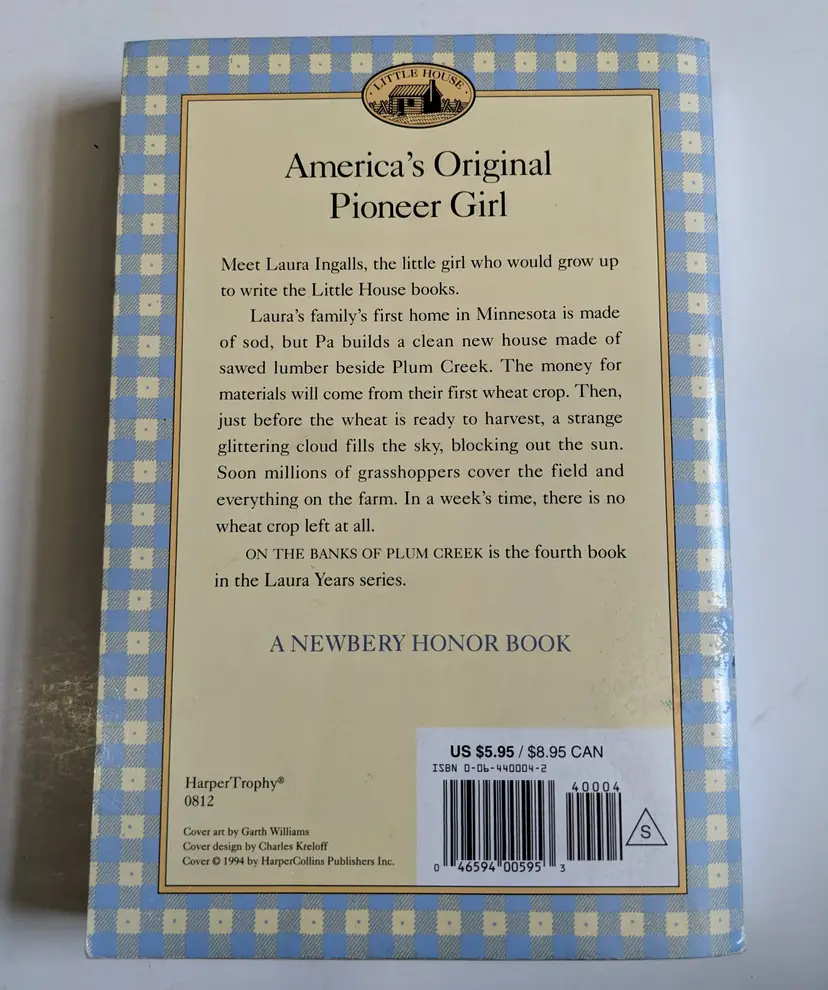 · LITTLE HOUSE ·
America's Original
Pioneer Girl
Meet Laura Ingalls, the little girl who would grow up
to write the Little House books.
Laura's family's first home in Minnesota is made
of sod, but Pa builds a clean new house made of
sawed lumber beside Plum Creek. The money for
materials will come from their first wheat crop. Then,
just before the wheat is ready to harvest, a strange
glittering cloud fills the sky, blocking out the sun.
Soon millions of grasshoppers cover the field and
everything on the farm. In a week's time, there is no
wheat crop left at all.
ON THE BANKS OF PLUM CREEK is the fourth book
in the Laura Years series.
A NEWBERY HONOR BOOK
US $5.95 / $8.95 CAN
ISBN 0-06-440004-2
40004
S
0 46594 00595 3
HarperTrophy®
0812
Cover art by Garth Williams
Cover design by Charles Kreloff
Cover © 1994 by HarperCollins Publishers Inc.